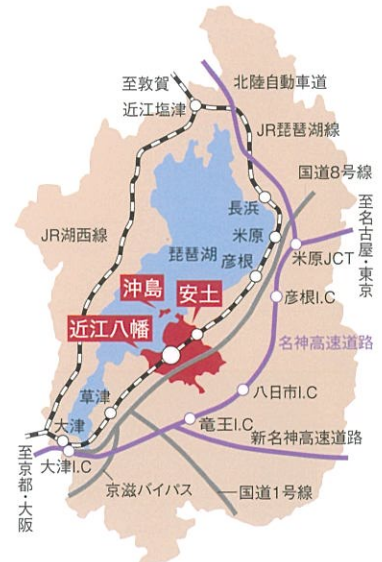 至敦賀
北陸自動車道
近江塩津
JR琵琶湖線
国道8号線
長浜
至名古屋・東京
JR湖西線
琵琶湖
米原
彦根
米原JCT
沖島
安土
彦根I.C
近江八幡
名神高速道路
八日市I.C
草津
竜王I.C
大津
新名神高速道路
大津I.C
至京都・大阪
京滋バイパス
国道1号線